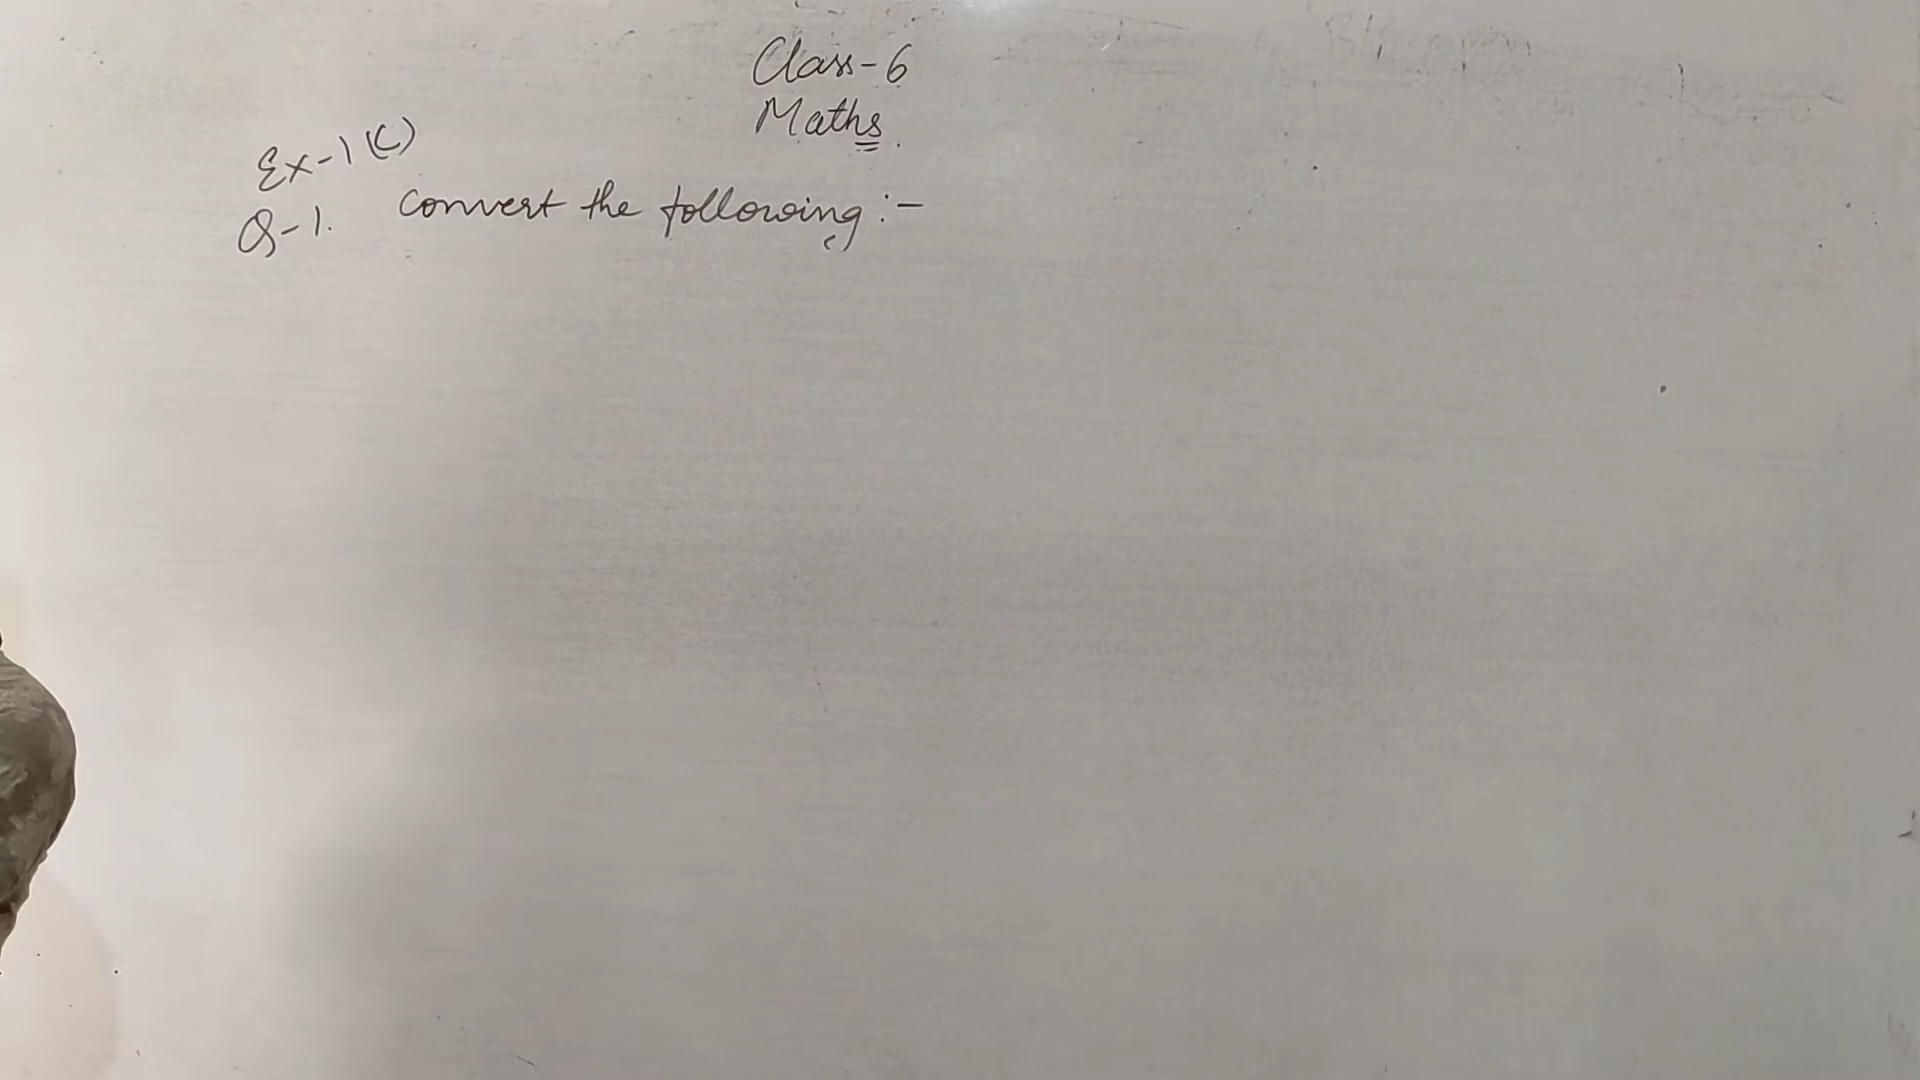 Class-6
Maths.
Ex-1(C)
Q-1. Convert the following:-